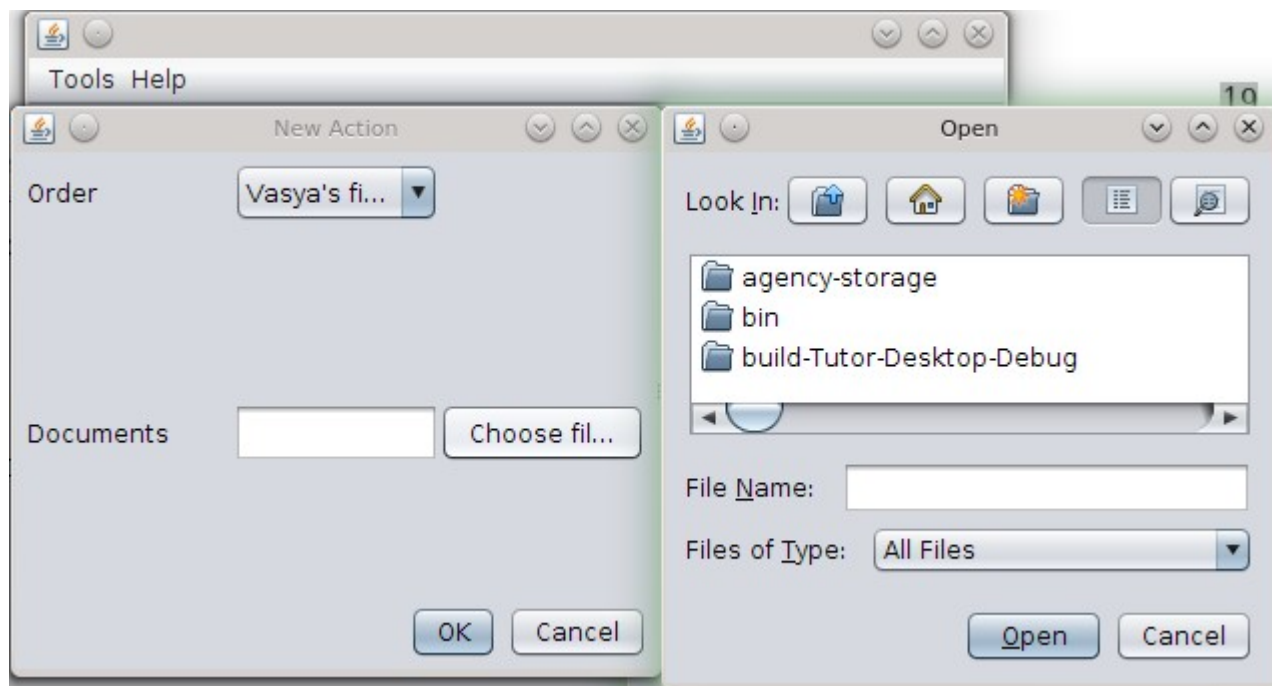 Tools Help
19
New Action
Order
Vasya's fi...
Documents
Choose fil...
OK
Cancel
Open
Look In:
agency-storage
bin
build-Tutor-Desktop-Debug
File Name:
Files of Type:
All Files
Open
Cancel